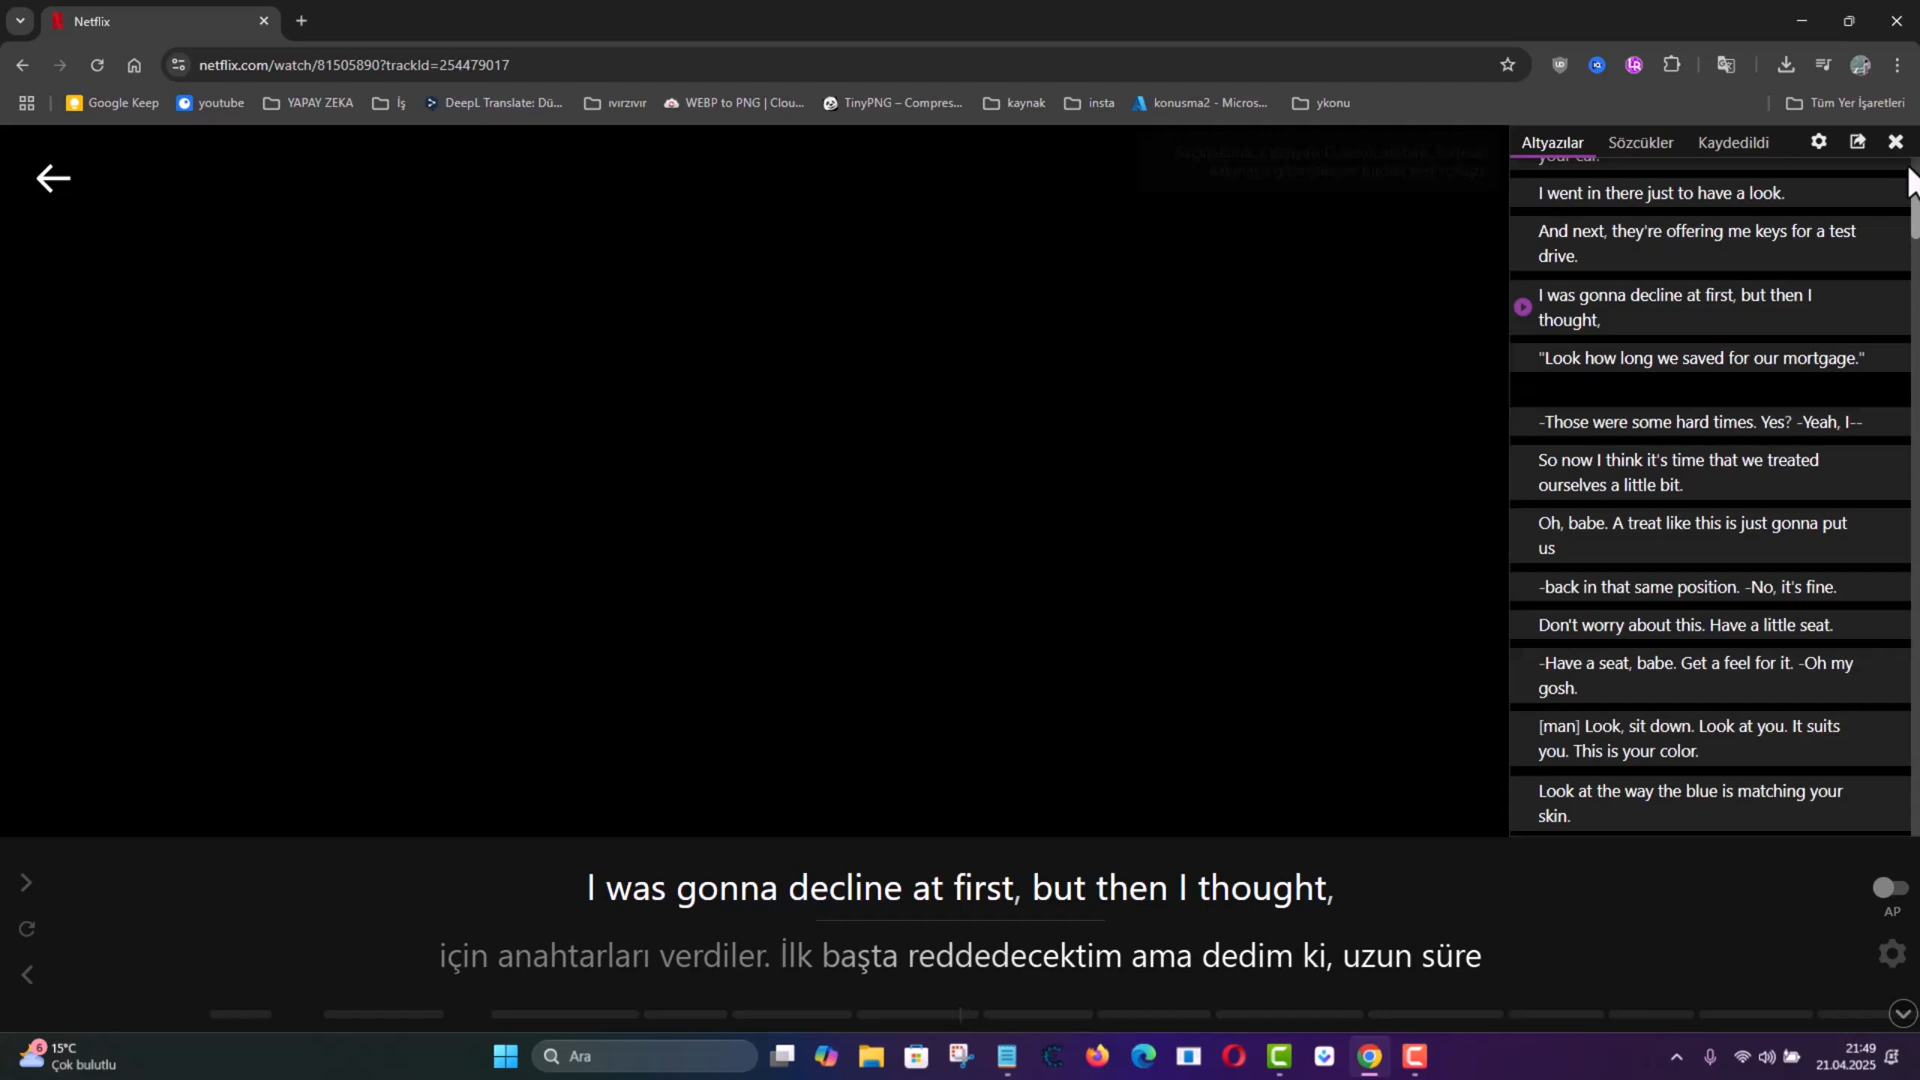 Netflix
netflix.com/watch/81505890?trackId=254479017
Google Keep
youtube
YAPAY ZEKA
İş
DeepL Translate: Dü...
ıvırzıvır
WEBP to PNG | Clou...
TinyPNG – Compres...
kaynak
insta
konusma2 - Micros...
ykonu
Tüm Yer İşaretleri
Altyazılar
Sözcükler
Kaydedildi
your car.
I went in there just to have a look.
And next, they're offering me keys for a test
drive.
I was gonna decline at first, but then I
thought,
"Look how long we saved for our mortgage."
-Those were some hard times. Yes? -Yeah, I--
So now I think it's time that we treated
ourselves a little bit.
Oh, babe. A treat like this is just gonna put
us
-back in that same position. -No, it's fine.
Don't worry about this. Have a little seat.
-Have a seat, babe. Get a feel for it. -Oh my
gosh.
[man] Look, sit down. Look at you. It suits
you. This is your color.
Look at the way the blue is matching your
skin.
I was gonna decline at first, but then I thought,
için anahtarları verdiler. İlk başta reddedecektim ama dedim ki, uzun süre
AP
6
15°C
Çok bulutlu
Ara
21:49
21.04.2025